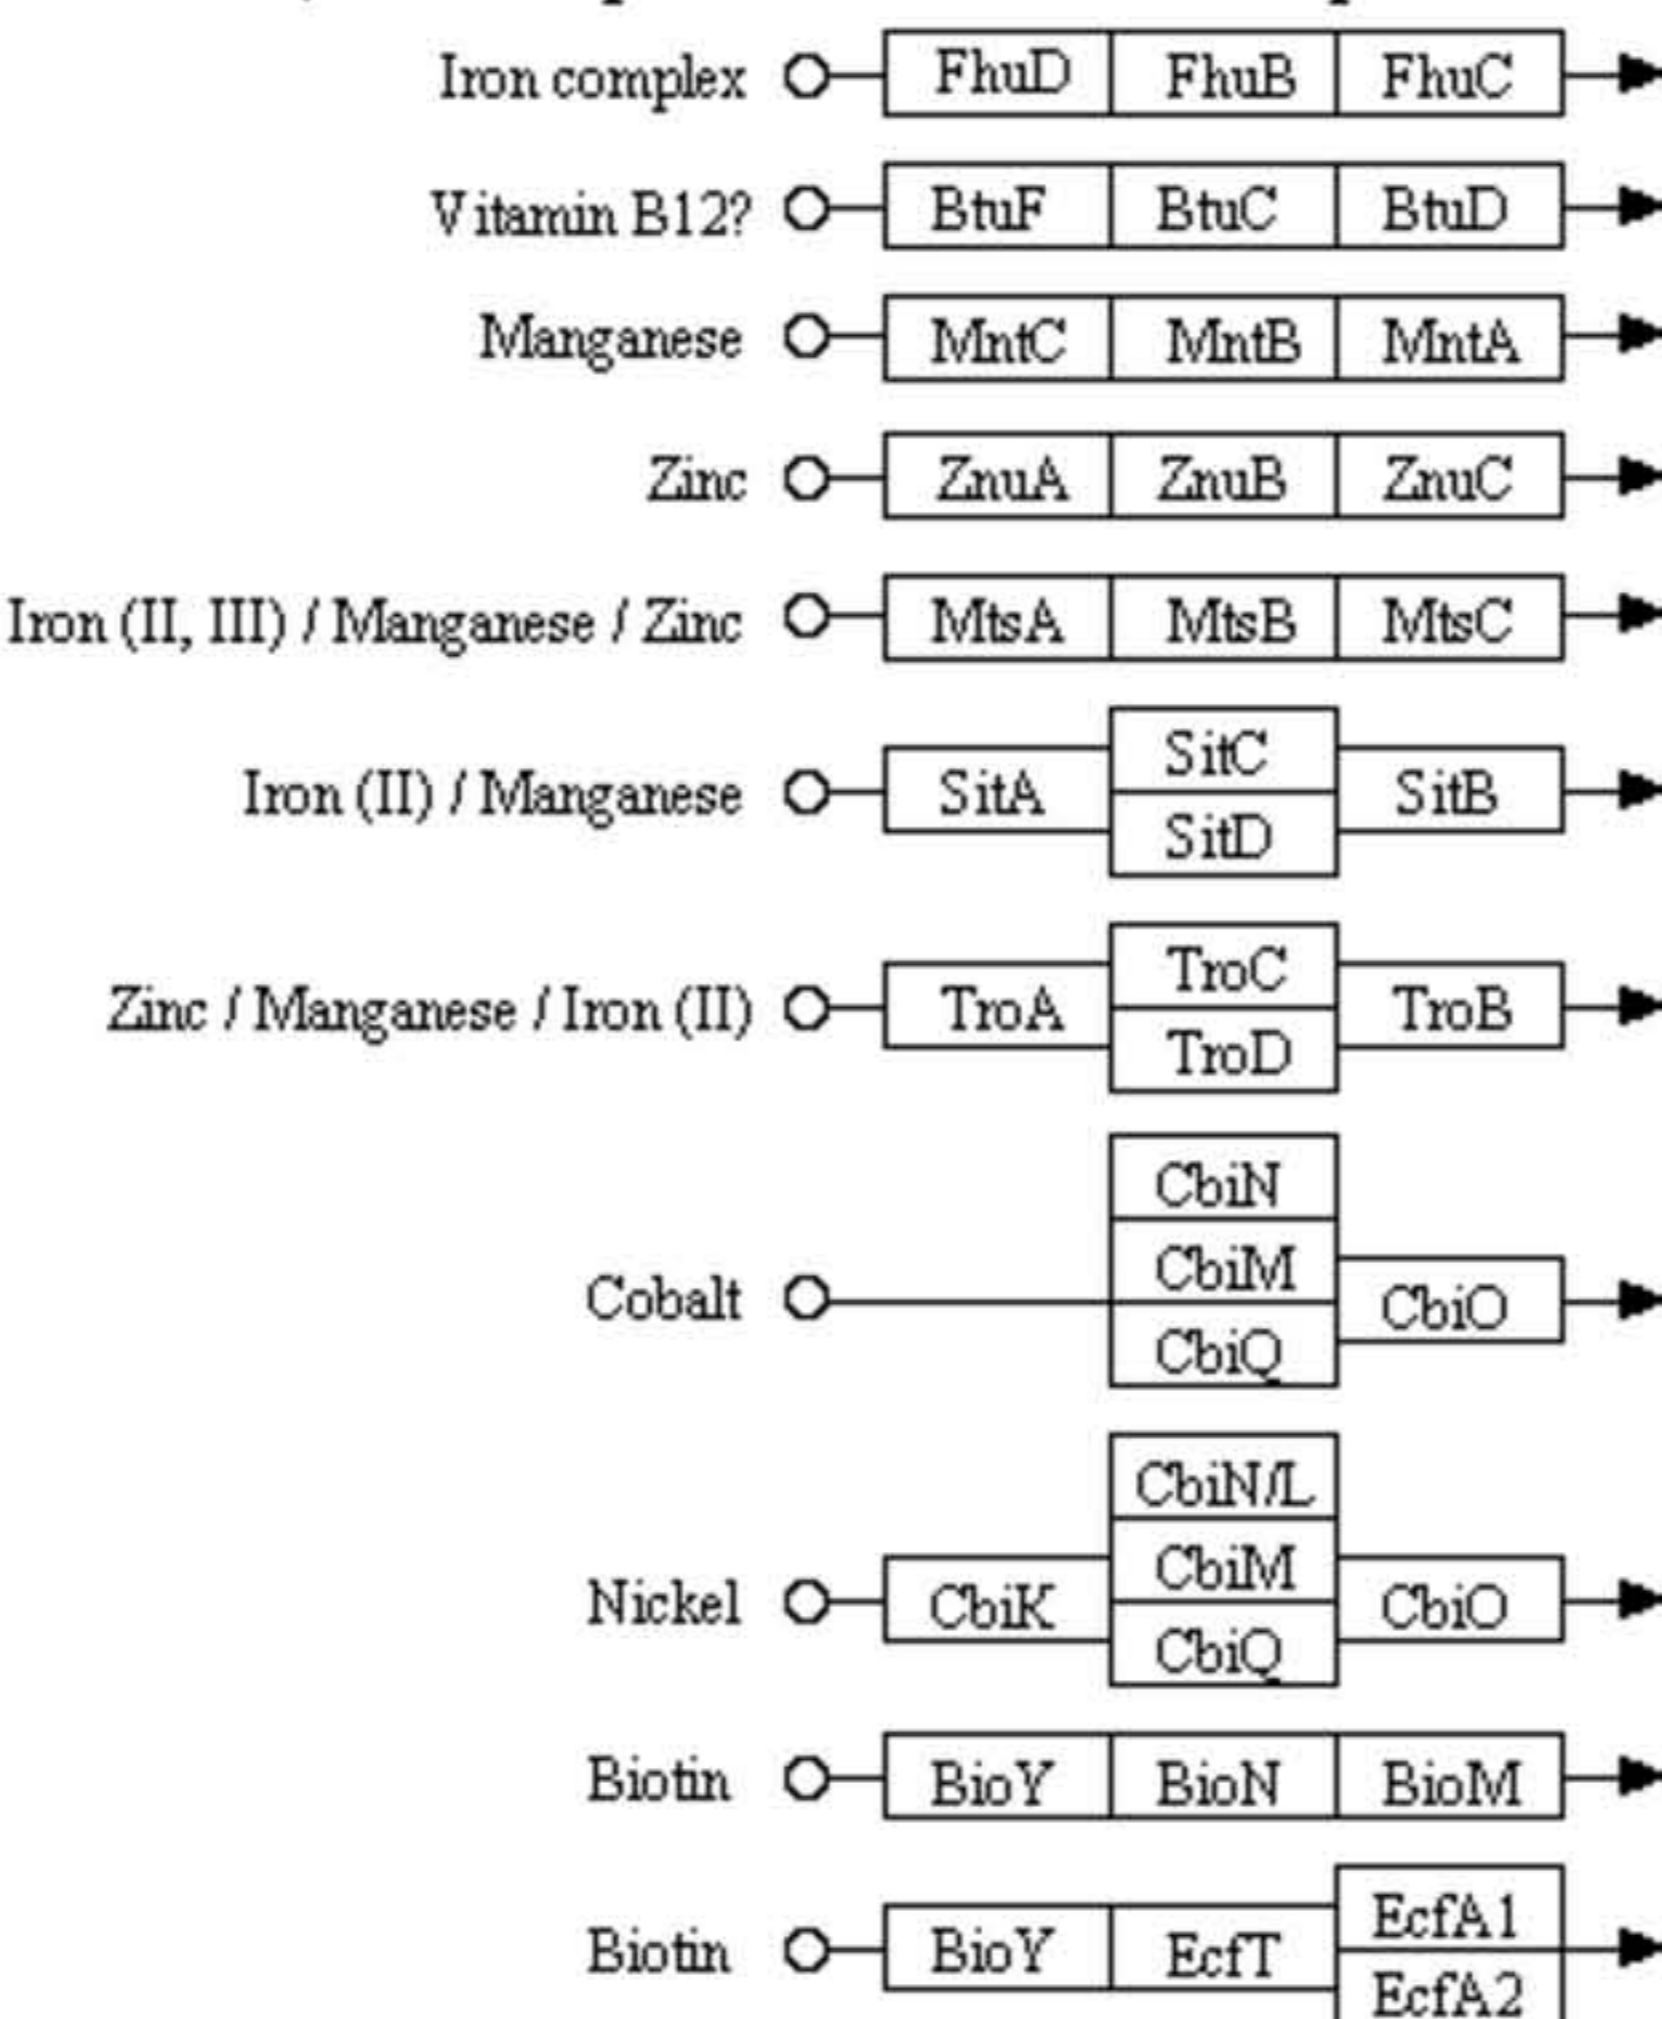 Iron complex FhuD FhuB FhuC
Vitamin B12? BtuF BtuC BtuD
Manganese MntC MntB MntA
Zinc ZnuA ZnuB ZnuC
Iron (II, III) / Manganese / Zinc MtsA MtsB MtsC
SitC
Iron (II) / Manganese SitA SitB
SitD
TroC
Zinc / Manganese / Iron (II) TroA TroB
TroD
CbiN
CbiM
Cobalt CbiO
CbiQ
CbiN/L
CbiM
Nickel CbiK CbiO
CbiQ
Biotin BioY BioN BioM
EcfA1
Biotin BioY EcfT
EcfA2